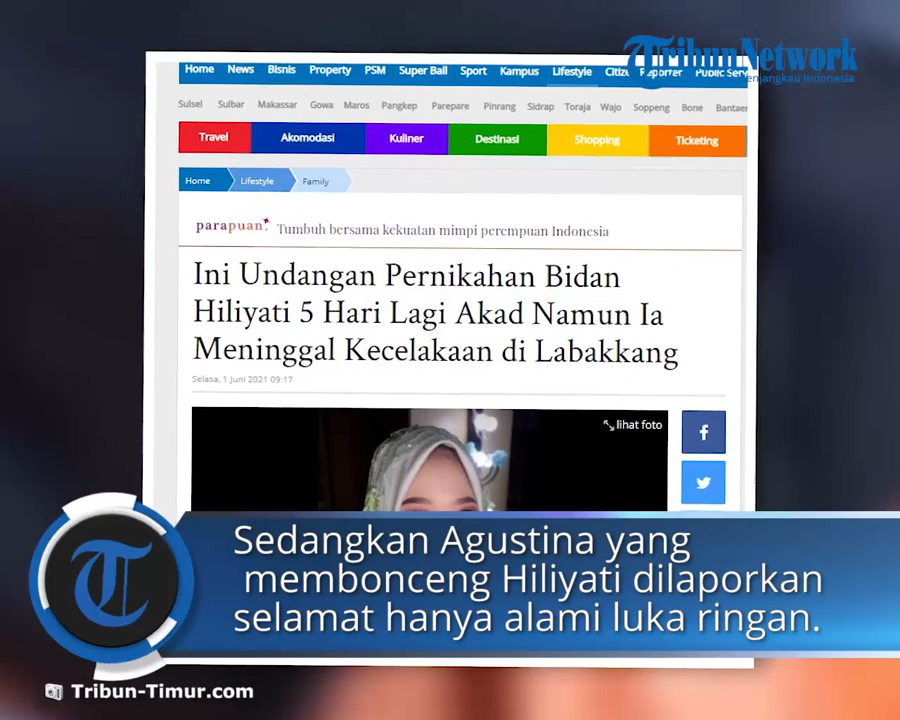 Tribun Network
Home News Bisnis Property PSM Super Ball Sport Kampus Lifestyle Reporter Public
Sulsel Sulbar Makassar Gowa Maros Pangkep Parepare Pinrang Sidrap Toraja Wajo Soppeng Bone
Travel Akomodasi Kuliner Destinasi Shopping Ticketing
Home Lifestyle Family
parapuan. Tumbuh bersama kekuatan mimpi perempuan Indonesia
Ini Undangan Pernikahan Bidan
Hiliyati 5 Hari Lagi Akad Namun Ia
Meninggal Kecelakaan di Labakkang
Selasa, 1 Juni 2021 09:17
lihat foto
Sedangkan Agustina yang
membonceng Hiliyati dilaporkan
selamat hanya alami luka ringan.
Tribun-Timur.com